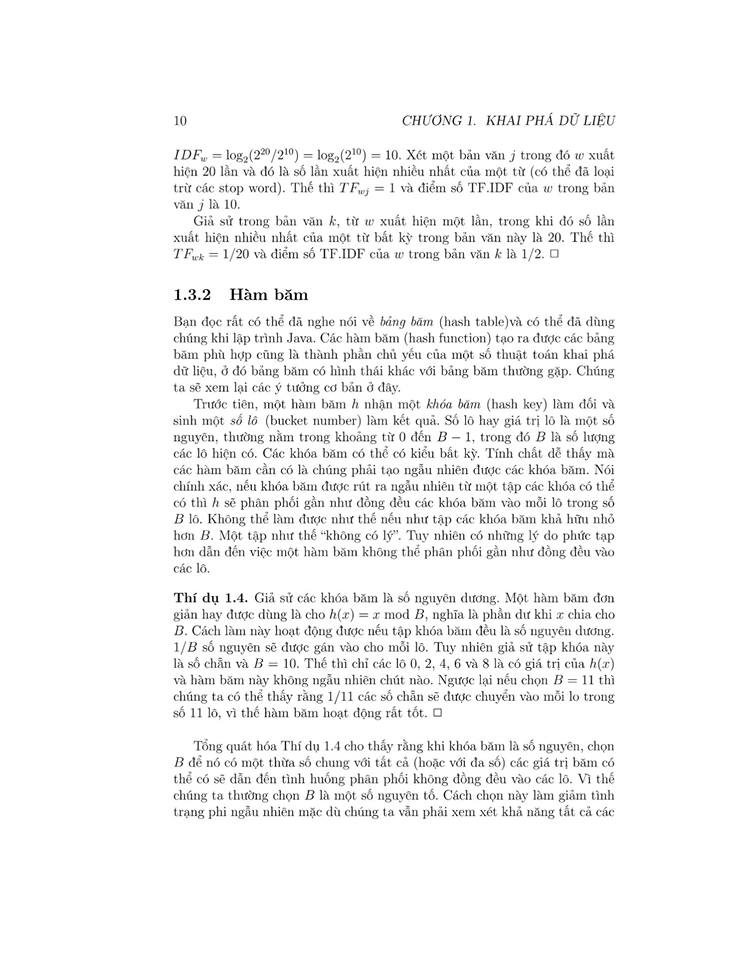 10 CHƯƠNG 1. KHAI PHÁ DỮ LIỆU
IDF_w = log₂(2²⁰/2¹⁰) = log₂(2¹⁰) = 10. Xét một bản văn j trong đó w xuất
hiện 20 lần và đó là số lần xuất hiện nhiều nhất của một từ (có thể đã loại
trừ các stop word). Thế thì TF_wj = 1 và điểm số TF.IDF của w trong bản
văn j là 10.
Giả sử trong bản văn k, từ w xuất hiện một lần, trong khi đó số lần
xuất hiện nhiều nhất của một từ bất kỳ trong bản văn này là 20. Thế thì
TF_wk = 1/20 và điểm số TF.IDF của w trong bản văn k là 1/2. □
1.3.2 Hàm băm
Bạn đọc rất có thể đã nghe nói về bảng băm (hash table)và có thể đã dùng
chúng khi lập trình Java. Các hàm băm (hash function) tạo ra được các bảng
băm phù hợp cũng là thành phần chủ yếu của một số thuật toán khai phá
dữ liệu, ở đó bảng băm có hình thái khác với bảng băm thường gặp. Chúng
ta sẽ xem lại các ý tưởng cơ bản ở đây.
Trước tiên, một hàm băm h nhận một khóa băm (hash key) làm đối và
sinh một số lô (bucket number) làm kết quả. Số lô hay giá trị lô là một số
nguyên, thường nằm trong khoảng từ 0 đến B − 1, trong đó B là số lượng
các lô hiện có. Các khóa băm có thể có kiểu bất kỳ. Tính chất dễ thấy mà
các hàm băm cần có là chúng phải tạo ngẫu nhiên được các khóa băm. Nói
chính xác, nếu khóa băm được rút ra ngẫu nhiên từ một tập các khóa có thể
có thì h sẽ phân phối gần như đồng đều các khóa băm vào mỗi lô trong số
B lô. Không thể làm được như thế nếu như tập các khóa băm khả hữu nhỏ
hơn B. Một tập như thế “không có lý”. Tuy nhiên có những lý do phức tạp
hơn dẫn đến việc một hàm băm không thể phân phối gần như đồng đều vào
các lô.
Thí dụ 1.4. Giả sử các khóa băm là số nguyên dương. Một hàm băm đơn
giản hay được dùng là cho h(x) = x mod B, nghĩa là phần dư khi x chia cho
B. Cách làm này hoạt động được nếu tập khóa băm đều là số nguyên dương.
1/B số nguyên sẽ được gán vào cho mỗi lô. Tuy nhiên giả sử tập khóa này
là số chẵn và B = 10. Thế thì chỉ các lô 0, 2, 4, 6 và 8 là có giá trị của h(x)
và hàm băm này không ngẫu nhiên chút nào. Ngược lại nếu chọn B = 11 thì
chúng ta có thể thấy rằng 1/11 các số chẵn sẽ được chuyển vào mỗi lo trong
số 11 lô, vì thế hàm băm hoạt động rất tốt. □
Tổng quát hóa Thí dụ 1.4 cho thấy rằng khi khóa băm là số nguyên, chọn
B để nó có một thừa số chung với tất cả (hoặc với đa số) các giá trị băm có
thể có sẽ dẫn đến tình huống phân phối không đồng đều vào các lô. Vì thế
chúng ta thường chọn B là một số nguyên tố. Cách chọn này làm giảm tình
trạng phi ngẫu nhiên mặc dù chúng ta vẫn phải xem xét khả năng tất cả các